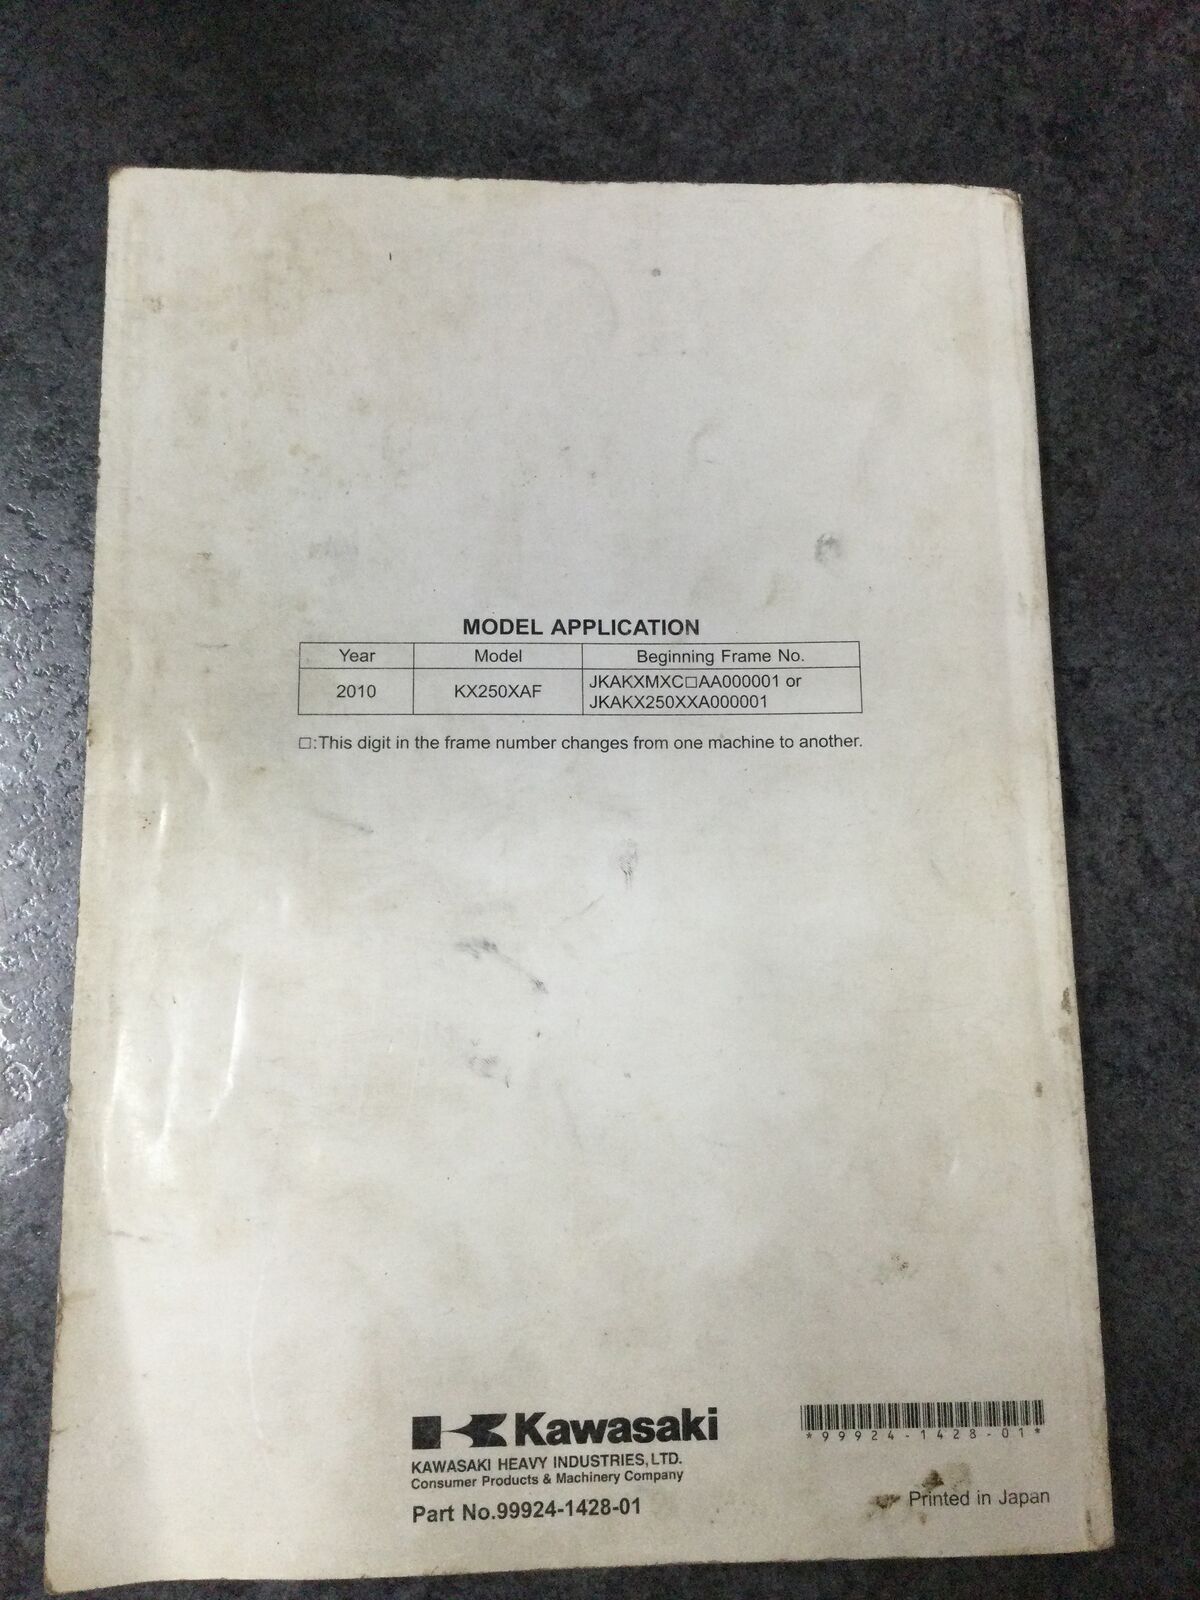 MODEL APPLICATION
Year Model Beginning Frame No.
2010 KX250XAF JKAKXMXC□AA000001 or
JKAKX250XXA000001
□:This digit in the frame number changes from one machine to another.
Kawasaki
KAWASAKI HEAVY INDUSTRIES, LTD.
Consumer Products & Machinery Company
Part No.99924-1428-01
*99924-1428-01*
Printed in Japan